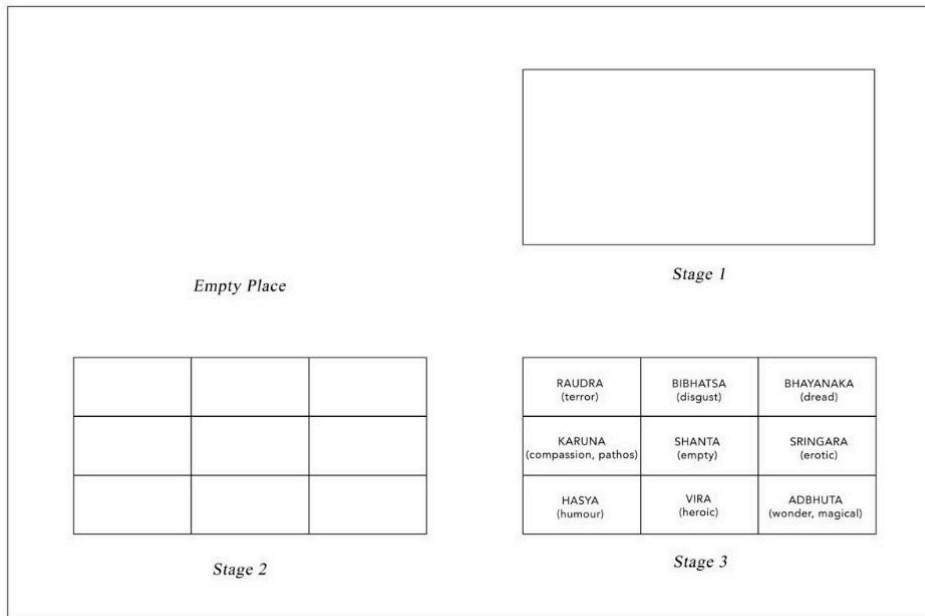 Empty Place
Stage 1
Stage 2
RAUDRA
(terror)
BIBHATSA
(disgust)
BHAYANAKA
(dread)
KARUNA
(compassion, pathos)
SHANTA
(empty)
SRINGARA
(erotic)
HASYA
(humour)
VIRA
(heroic)
ADBHUTA
(wonder, magical)
Stage 3